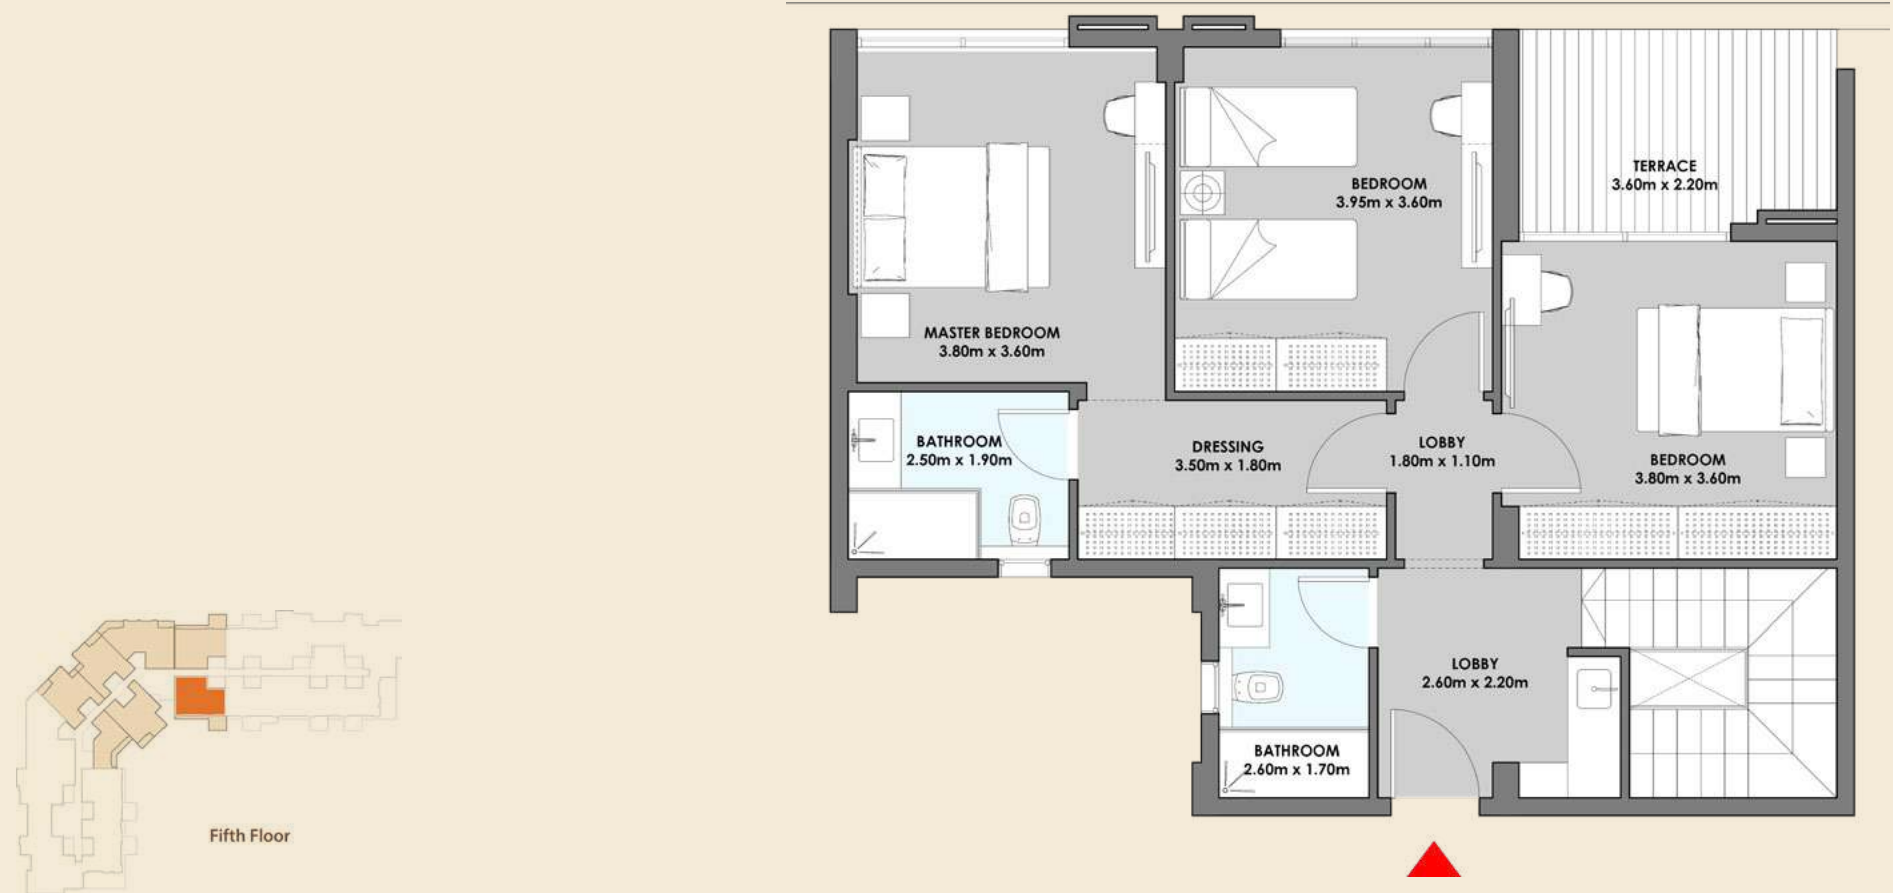 TERRACE
3.60m x 2.20m
BEDROOM
3.95m x 3.60m
MASTER BEDROOM
3.80m x 3.60m
BATHROOM
2.50m x 1.90m
DRESSING
3.50m x 1.80m
LOBBY
1.80m x 1.10m
BEDROOM
3.80m x 3.60m
LOBBY
2.60m x 2.20m
BATHROOM
2.60m x 1.70m
Fifth Floor